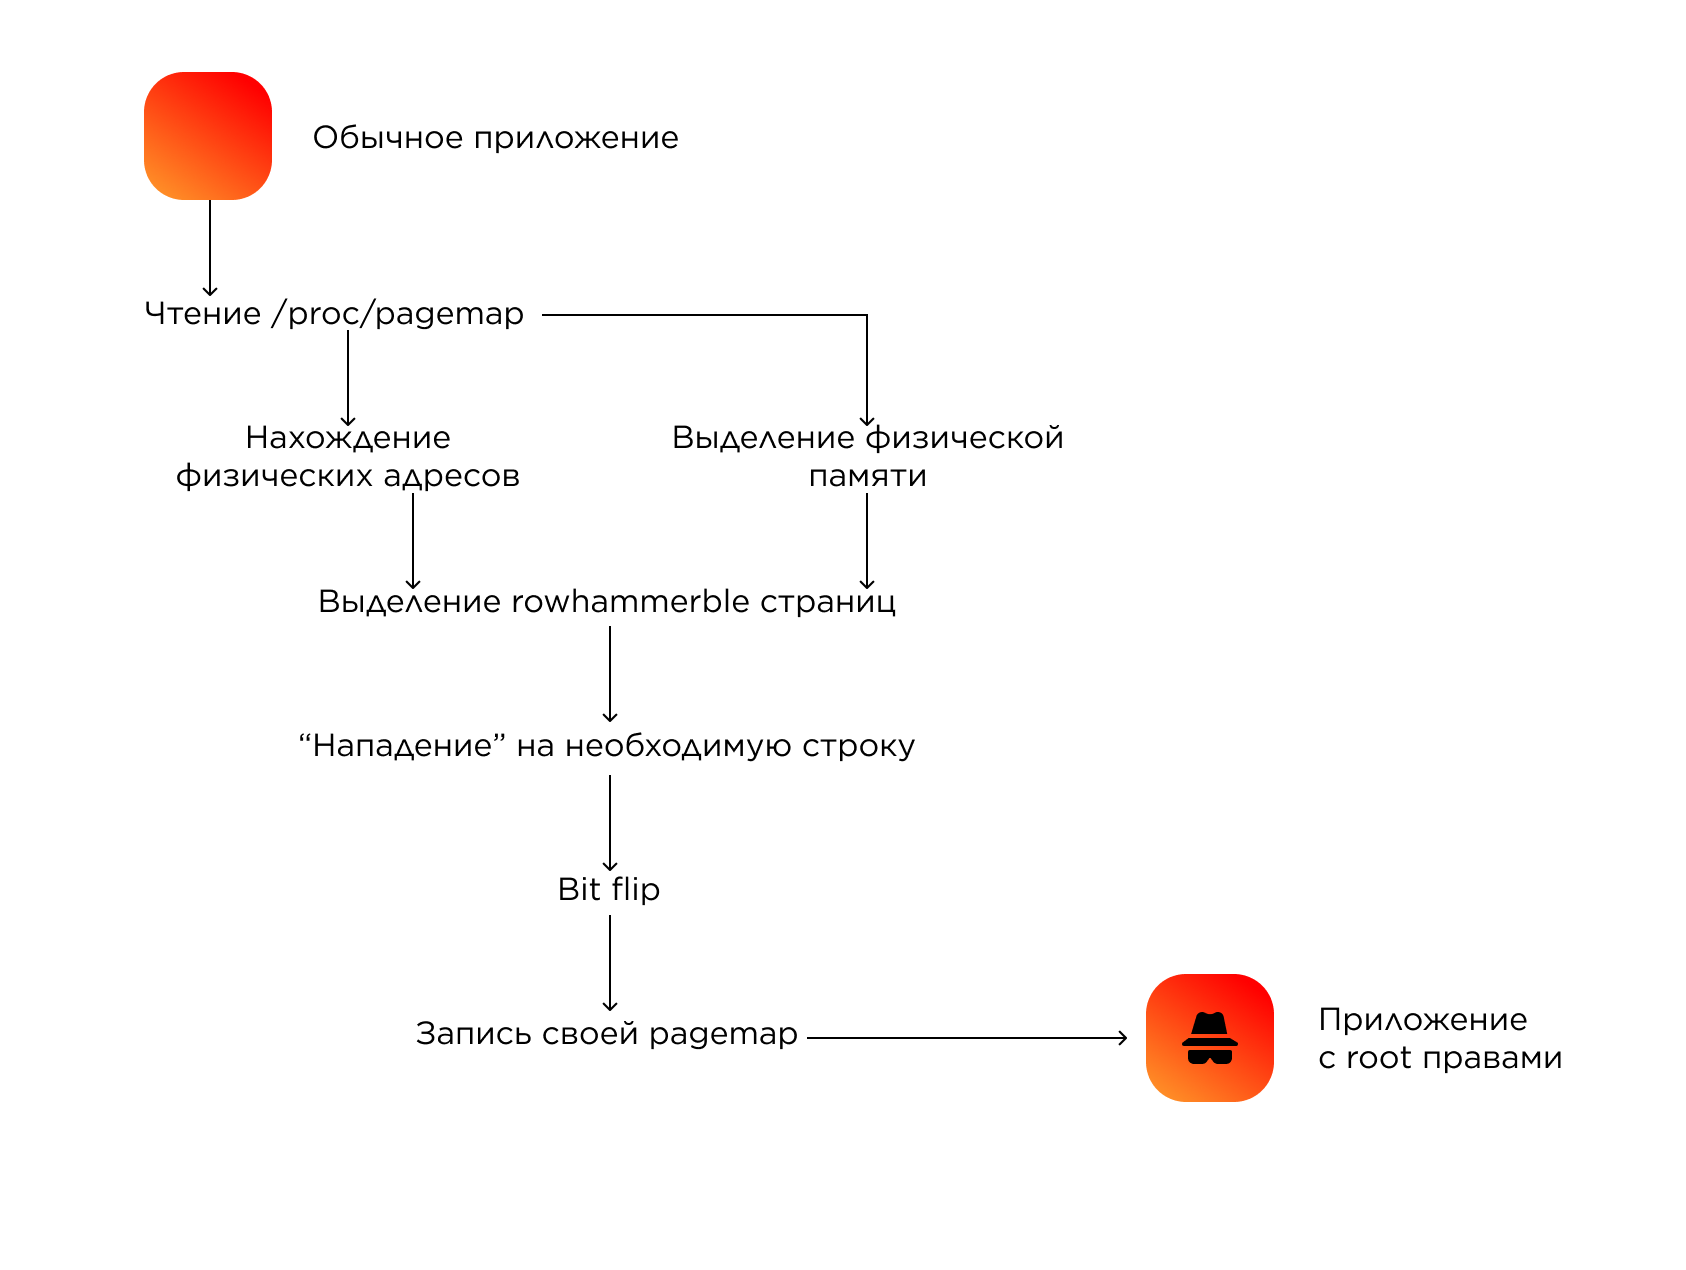 Обычное приложение
Чтение /proc/pagemap
Нахождение
физических адресов
Выделение физической
памяти
Выделение rowhammerble страниц
“Нападение” на необходимую строку
Bit flip
Запись своей pagemap
Приложение
с root правами